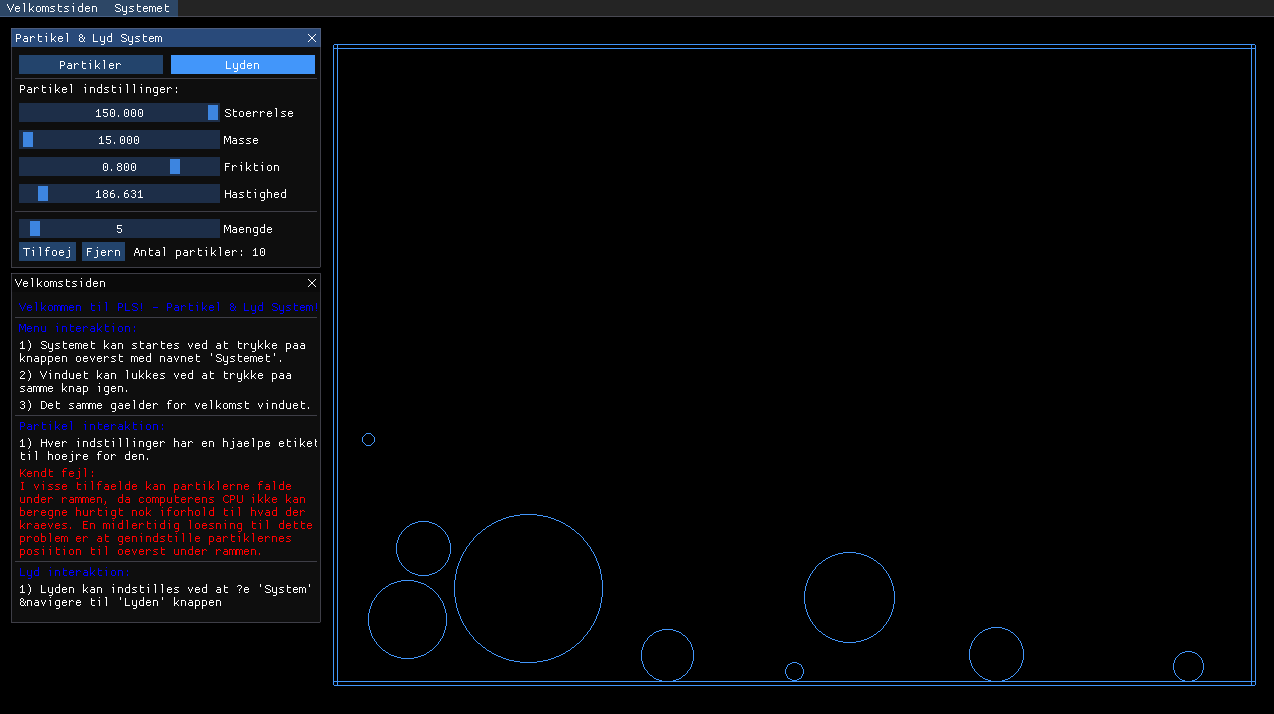 Velkomstsiden Systemet
Partikel & Lyd System
Partikler Lyden
Partikel indstillinger:
150.000 Stoerrelse
15.000 Masse
0.800 Friktion
186.631 Hastighed
5 Maengde
Tilfoej Fjern Antal partikler: 10
Velkomstsiden
Velkommen til PLS! - Partikel & Lyd System!
Menu interaktion:
1) Systemet kan startes ved at trykke paa
knappen oeverst med navnet 'Systemet'.
2) Vinduet kan lukkes ved at trykke paa
samme knap igen.
3) Det samme gaelder for velkomst vinduet.
Partikel interaktion:
1) Hver indstillinger har en hjaelpe etiket
til hoejre for den.
Kendt fejl:
I visse tilfaelde kan partiklerne falde
under rammen, da computerens CPU ikke kan
beregne hurtigt nok iforhold til hvad der
kraeves. En midlertidig loesning til dette
problem er at genindstille partiklernes
posiition til oeverst under rammen.
Lyd interaktion:
1) Lyden kan indstilles ved at ?e 'System'
&navigere til 'Lyden' knappen